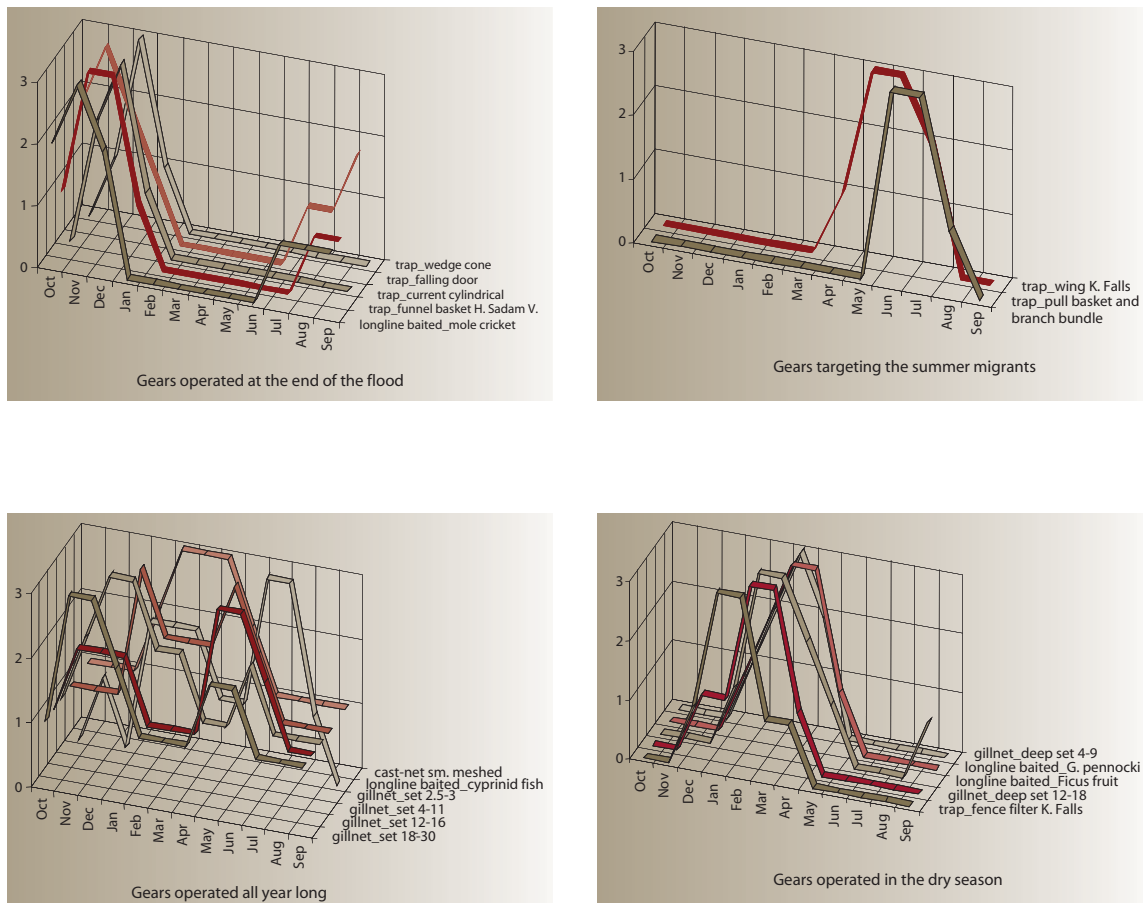 3
2
1
0
Oct
Nov
Dec
Jan
Feb
Mar
Apr
May
Jun
Jul
Aug
Sep
trap_wedge cone
trap_falling door
trap_current cylindrical
trap_funnel basket H. Sadam V.
longline baited_mole cricket
Gears operated at the end of the flood
3
2
1
0
Oct
Nov
Dec
Jan
Feb
Mar
Apr
May
Jun
Jul
Aug
Sep
trap_wing K. Falls
trap_pull basket and
branch bundle
Gears targeting the summer migrants
3
2
1
0
Oct
Nov
Dec
Jan
Feb
Mar
Apr
May
Jun
Jul
Aug
Sep
cast-net sm. meshed
longline baited_cyprinid fish
gillnet_set 2.5-3
gillnet_set 4-11
gillnet_set 12-16
gillnet_set 18-30
Gears operated all year long
3
2
1
0
Oct
Nov
Dec
Jan
Feb
Mar
Apr
May
Jun
Jul
Aug
Sep
gillnet_deep set 4-9
longline baited_G. pennocki
longline baited_Ficus fruit
gillnet_deep set 12-18
trap_fence filter K. Falls
Gears operated in the dry season